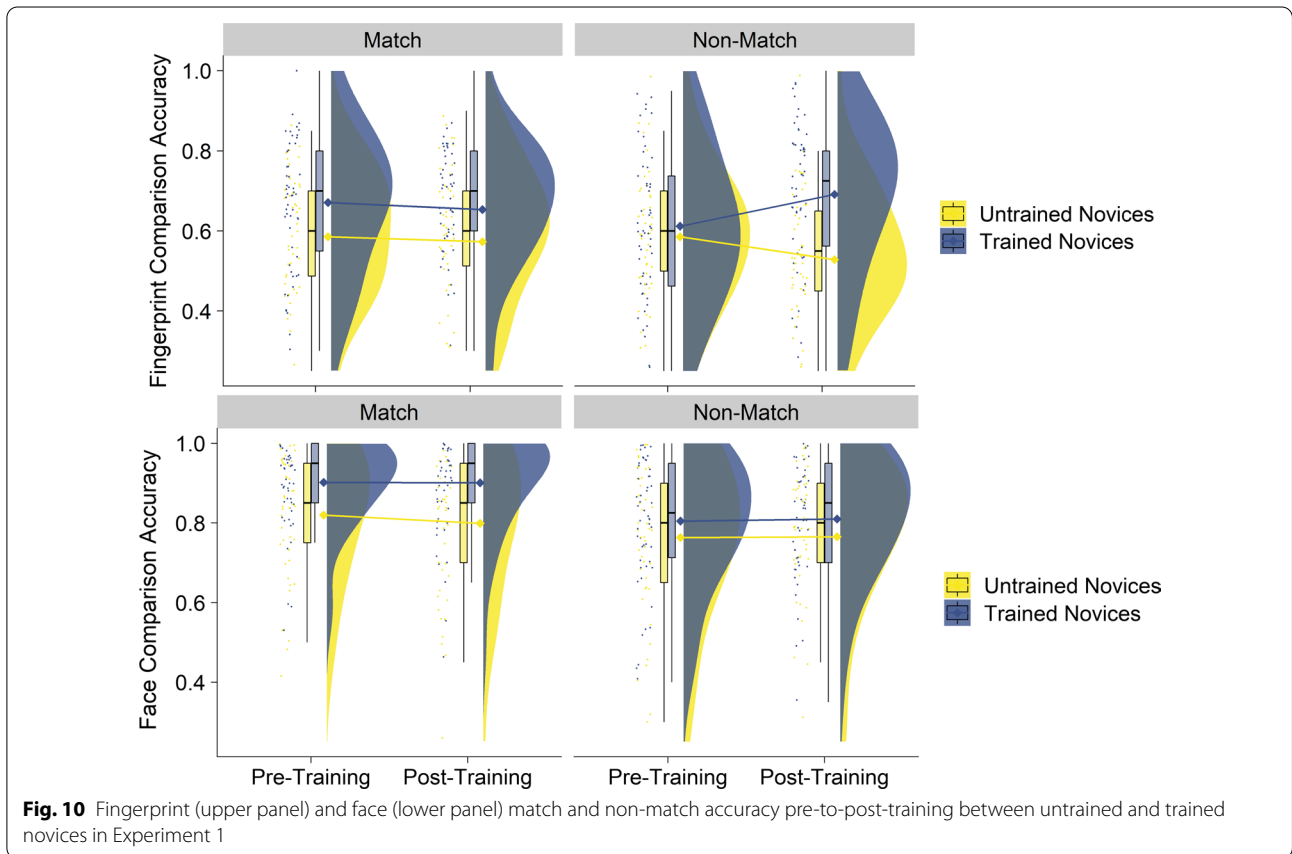 Match
Non-Match
Fingerprint Comparison Accuracy
1.0
0.8
0.6
0.4
Untrained Novices
Trained Novices
Match
Non-Match
Face Comparison Accuracy
1.0
0.8
0.6
0.4
Untrained Novices
Trained Novices
Pre-Training
Post-Training
Pre-Training
Post-Training
Fig. 10 Fingerprint (upper panel) and face (lower panel) match and non-match accuracy pre-to-post-training between untrained and trained
novices in Experiment 1